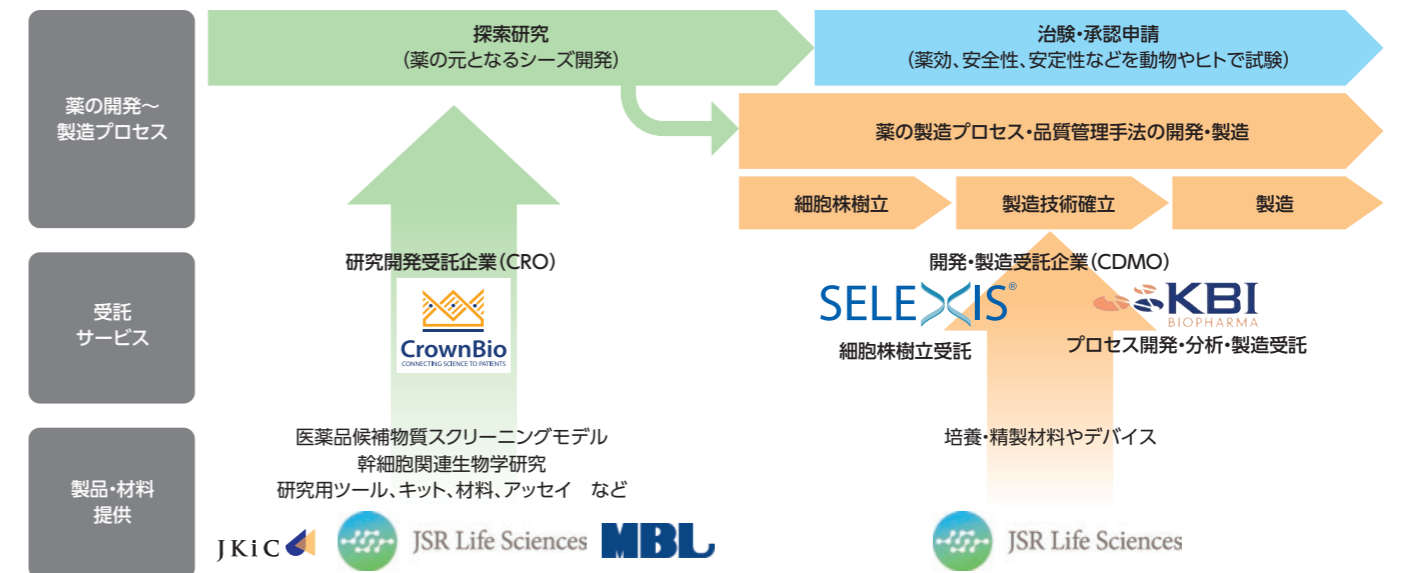 薬の開発～
製造プロセス
探索研究
（薬の元となるシーズ開発）
治験・承認申請
（薬効、安全性、安定性などを動物やヒトで試験）
薬の製造プロセス・品質管理手法の開発・製造
細胞株樹立
製造技術確立
製造
受託
サービス
研究開発受託企業（CRO）
CrownBio
CONNECTING SCIENCE TO PATIENTS
開発・製造受託企業（CDMO）
SELEXIS®
細胞株樹立受託
KBI
BIOPHARMA
プロセス開発・分析・製造受託
製品・材料
提供
医薬品候補物質スクリーニングモデル
幹細胞関連生物学研究
研究用ツール、キット、材料、アッセイ　など
JKiC
JSR Life Sciences
MBL
培養・精製材料やデバイス
JSR Life Sciences